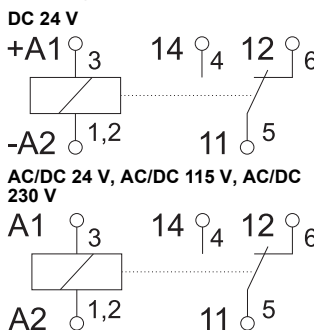 DC 24 V
+A1 3 14 4 12 6
-A2 1,2 11 5
AC/DC 24 V, AC/DC 115 V, AC/DC
230 V
A1 3 14 4 12 6
A2 1,2 11 5